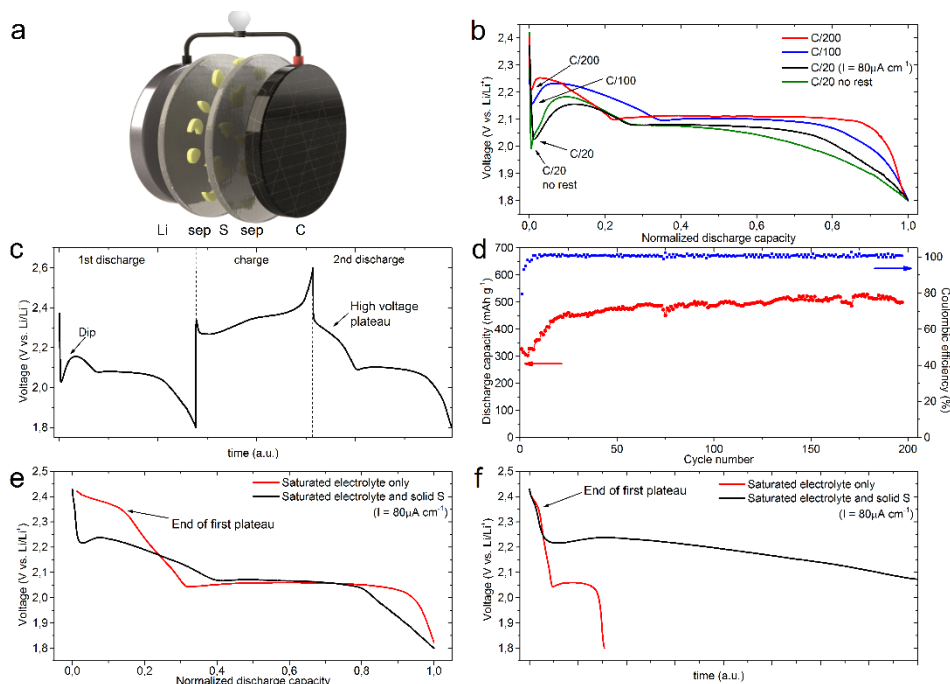 a
Li sep S sep C
b
Voltage (V vs. Li/Li⁺)
2,4
2,3
2,2
2,1
2,0
1,9
1,8
1,7
C/200
C/100
C/20 (I = 80µA cm⁻¹)
C/20 no rest
C/200
C/100
C/20
C/20
no rest
0,0 0,2 0,4 0,6 0,8 1,0
Normalized discharge capacity
c
Voltage (V vs. Li/Li⁺)
2,6
2,4
2,2
2,0
1,8
1st discharge charge 2nd discharge
Dip
High voltage
plateau
time (a.u.)
d
Discharge capacity (mAh g⁻¹)
700
600
500
400
300
200
100
0
100
80
60
40
20
0
Coulombic efficiency
(%)
0 50 100 150 200
Cycle number
e
Voltage (V vs. Li/Li⁺)
2,5
2,4
2,3
2,2
2,1
2,0
1,9
1,8
Saturated electrolyte only
Saturated electrolyte and solid S
(I = 80µA cm⁻¹)
End of first plateau
0,0 0,2 0,4 0,6 0,8 1,0
Normalized discharge capacity
f
Voltage (V vs. Li/Li⁺)
2,5
2,4
2,3
2,2
2,1
2,0
1,9
1,8
Saturated electrolyte only
Saturated electrolyte and solid S
(I = 80µA cm⁻¹)
End of first plateau
time (a.u.)